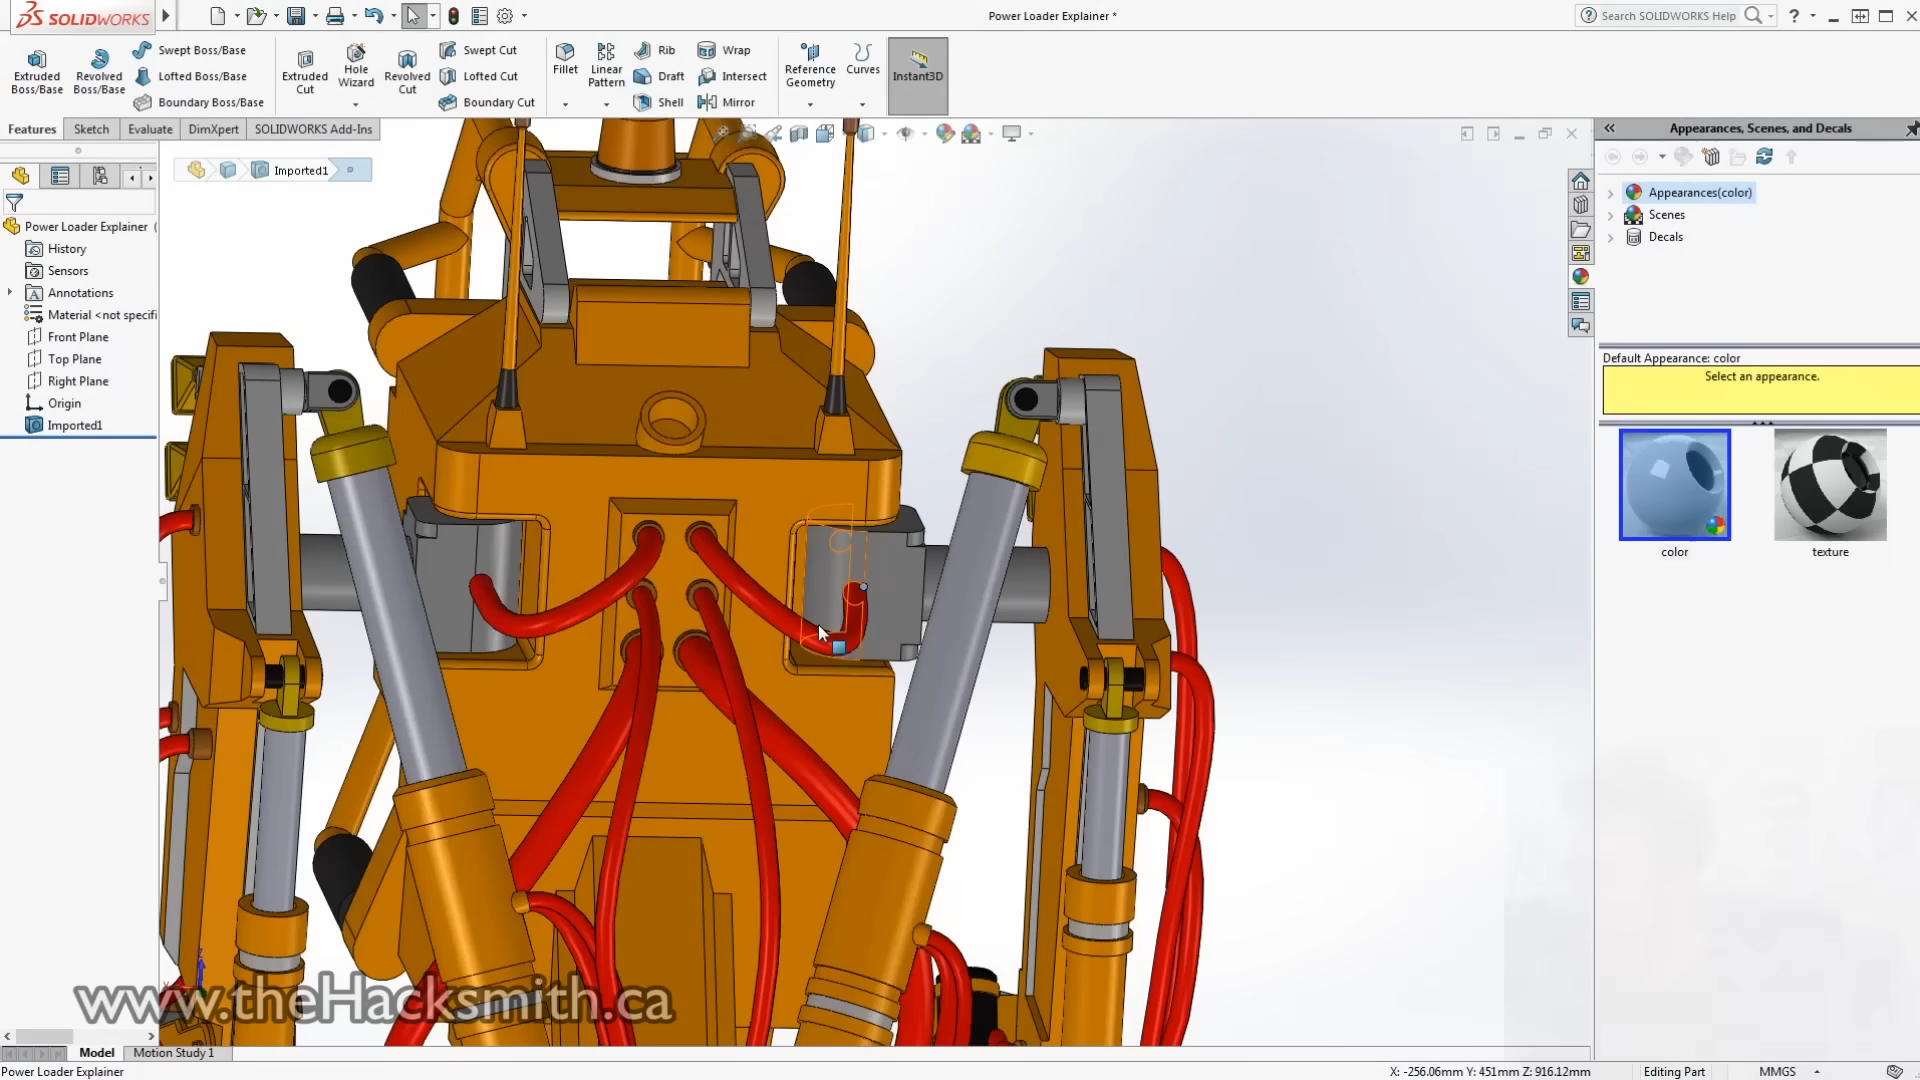 SOLIDWORKS
Power Loader Explainer *
Search SOLIDWORKS Help
Extruded Boss/Base
Revolved Boss/Base
Swept Boss/Base
Lofted Boss/Base
Boundary Boss/Base
Extruded Cut
Hole Wizard
Revolved Cut
Swept Cut
Lofted Cut
Boundary Cut
Fillet
Linear Pattern
Rib
Draft
Shell
Wrap
Intersect
Mirror
Reference Geometry
Curves
Instant3D
Features
Sketch
Evaluate
DimXpert
SOLIDWORKS Add-Ins
Imported1
Power Loader Explainer (
History
Sensors
Annotations
Material <not specifi
Front Plane
Top Plane
Right Plane
Origin
Imported1
Appearances, Scenes, and Decals
Appearances(color)
Scenes
Decals
Default Appearance: color
Select an appearance.
color
texture
www.theHacksmith.ca
Model
Motion Study 1
Power Loader Explainer
X: -256.06mm Y: 451mm Z: 916.12mm
Editing Part
MMGS